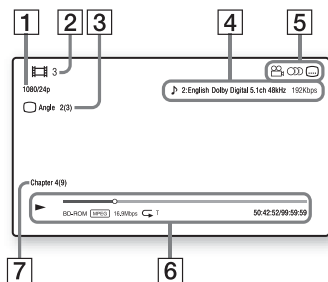 1 2 3 4 5
3
1080/24p
2:English Dolby Digital 5.1ch 48kHz 192Kbps
Angle 2(3)
Chapter 4(9)
BD-ROM MPEG 16.9Mbps T 50:42:52/99:59:59
7 6